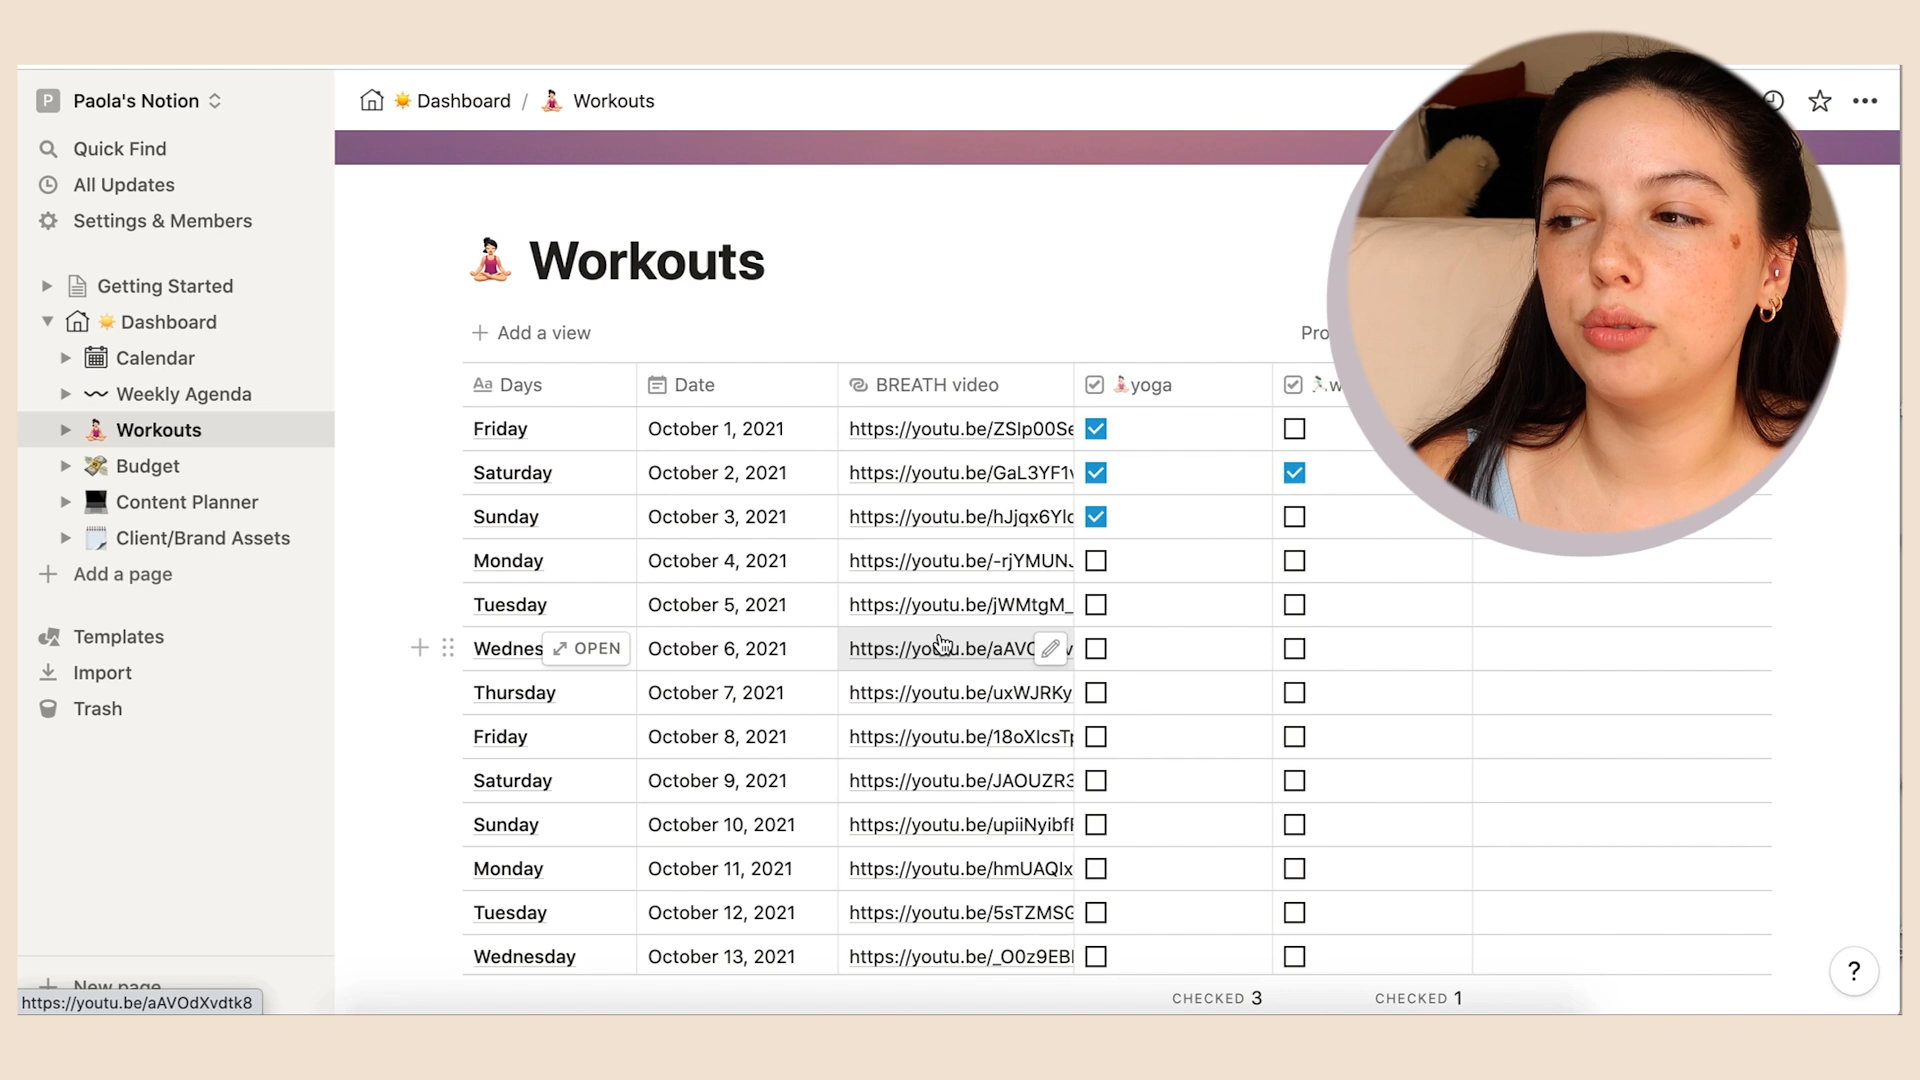 P Paola's Notion
Quick Find
All Updates
Settings & Members
Getting Started
Dashboard
Calendar
Weekly Agenda
Workouts
Budget
Content Planner
Client/Brand Assets
Add a page
Templates
Import
Trash
New page
https://youtu.be/aAVOdXvdtk8
Dashboard / Workouts
Workouts
Add a view
Pro
Aa Days Date BREATH video yoga w
Friday October 1, 2021 https://youtu.be/ZSlp00Se
Saturday October 2, 2021 https://youtu.be/GaL3YF1
Sunday October 3, 2021 https://youtu.be/hJjqx6Ylc
Monday October 4, 2021 https://youtu.be/-rjYMUN
Tuesday October 5, 2021 https://youtu.be/jWMtgM_
Wednes OPEN October 6, 2021 https://youtu.be/aAVO
Thursday October 7, 2021 https://youtu.be/uxWJRKy
Friday October 8, 2021 https://youtu.be/18oXlcsT
Saturday October 9, 2021 https://youtu.be/JAOUZR3
Sunday October 10, 2021 https://youtu.be/upiiNyibf
Monday October 11, 2021 https://youtu.be/hmUAQIx
Tuesday October 12, 2021 https://youtu.be/5sTZMSG
Wednesday October 13, 2021 https://youtu.be/_O0z9EB
CHECKED 3 CHECKED 1
?